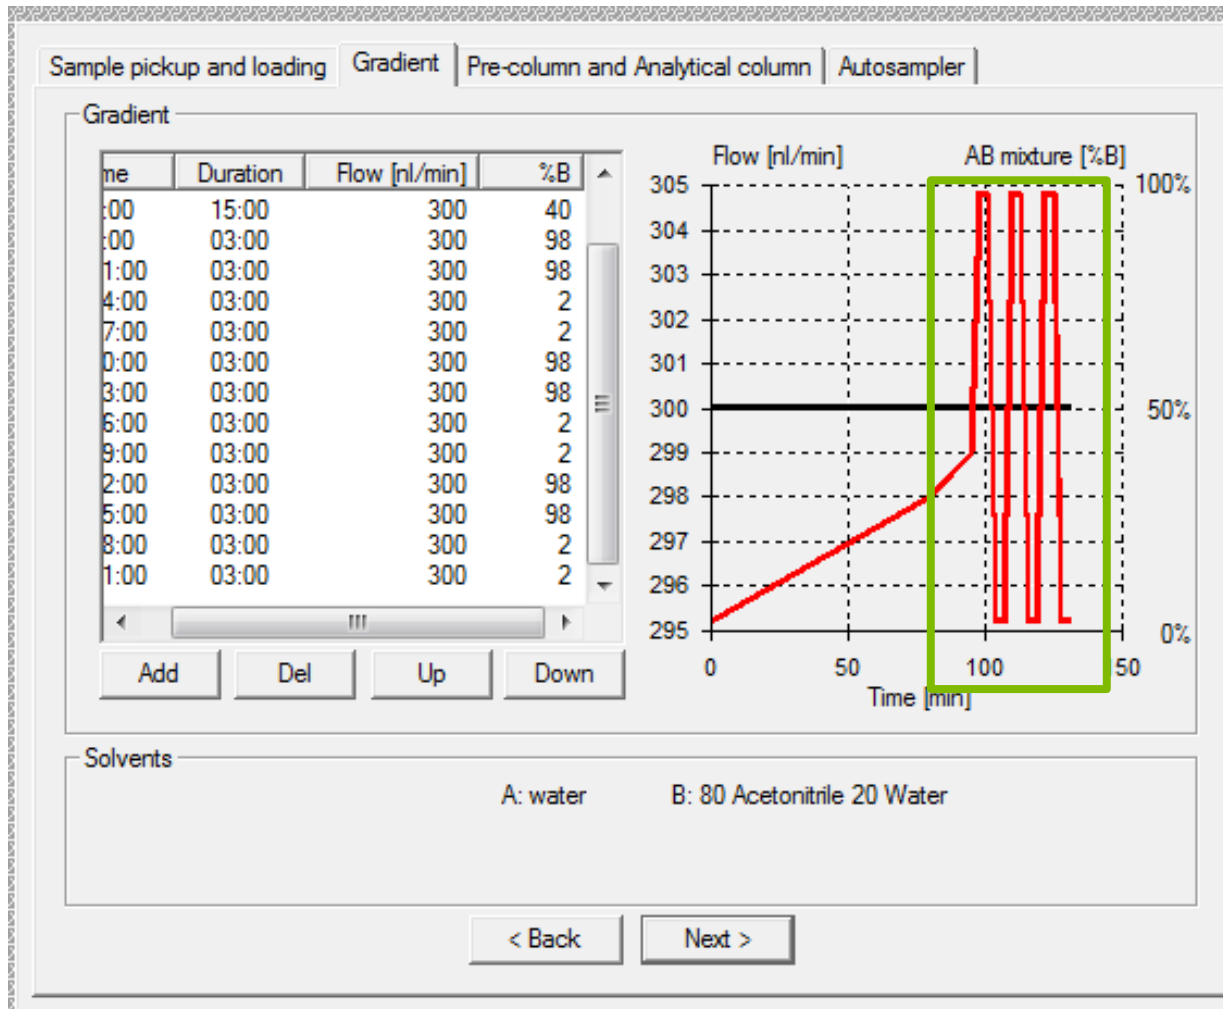 Sample pickup and loading Gradient Pre-column and Analytical column Autosampler
Gradient
me Duration Flow [nl/min] %B
:00 15:00 300 40
:00 03:00 300 98
1:00 03:00 300 98
4:00 03:00 300 2
7:00 03:00 300 2
0:00 03:00 300 98
3:00 03:00 300 98
6:00 03:00 300 2
9:00 03:00 300 2
2:00 03:00 300 98
5:00 03:00 300 98
8:00 03:00 300 2
1:00 03:00 300 2
Add Del Up Down
Flow [nl/min] AB mixture [%B]
305 100%
304
303
302
301
300 50%
299
298
297
296
295 0%
0 50 100 50
Time [min]
Solvents
A: water B: 80 Acetonitrile 20 Water
< Back Next >